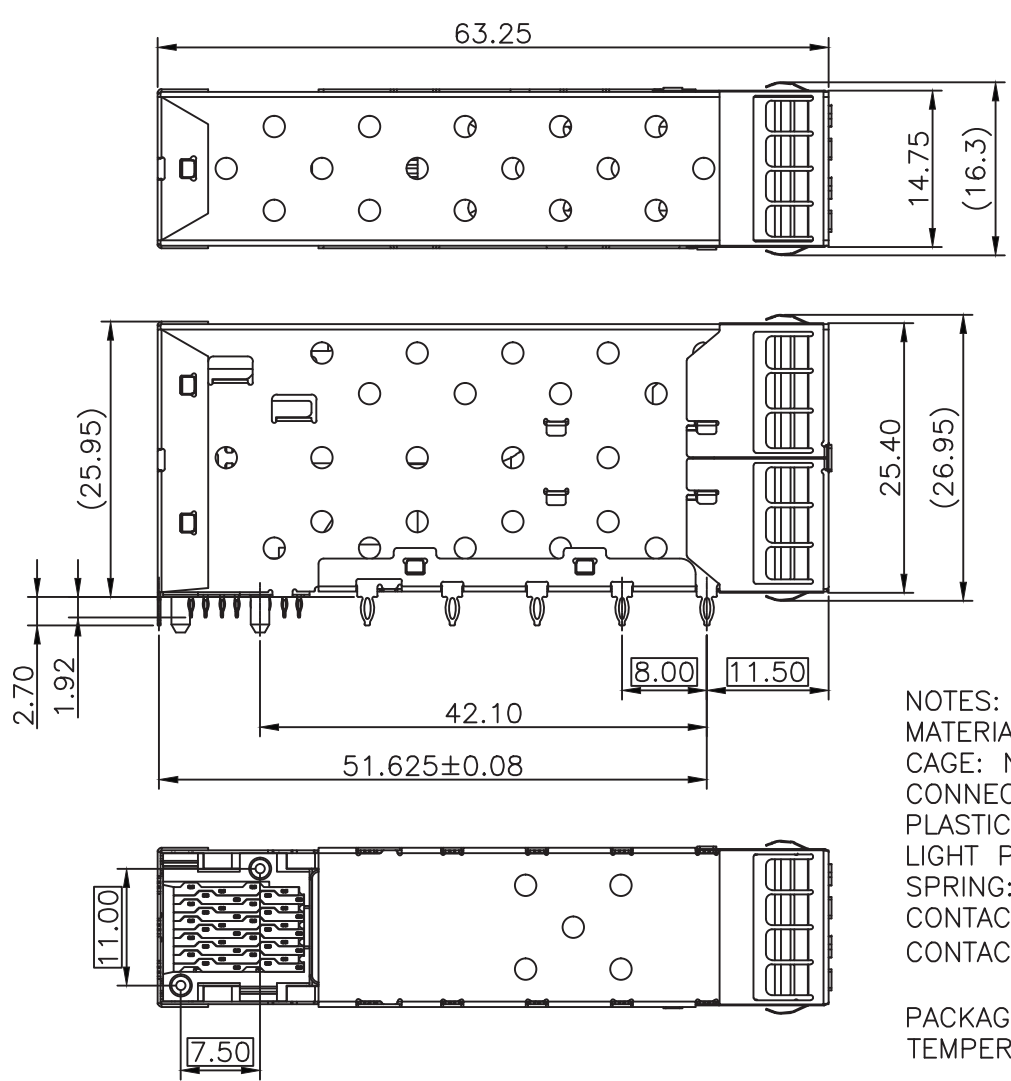 63.25
14.75
(16.3)
(25.95)
25.40
(26.95)
2.70
1.92
8.00
11.50
42.10
51.625±0.08
NOTES:
MATERIA
CAGE: N
CONNEC
PLASTIC
LIGHT P
SPRING:
CONTAC
CONTAC
11.00
7.50
PACKAG
TEMPER